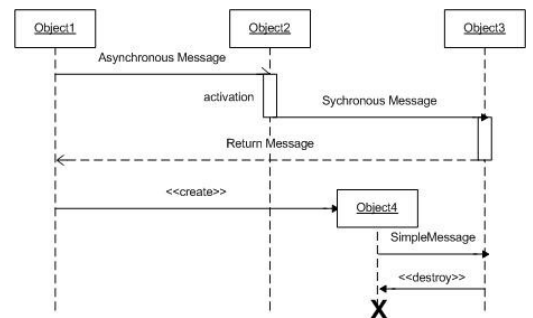 Object1
Object2
Object3
Asynchronous Message
activation
Sychronous Message
Return Message
<<create>>
Object4
SimpleMessage
<<destroy>>
X